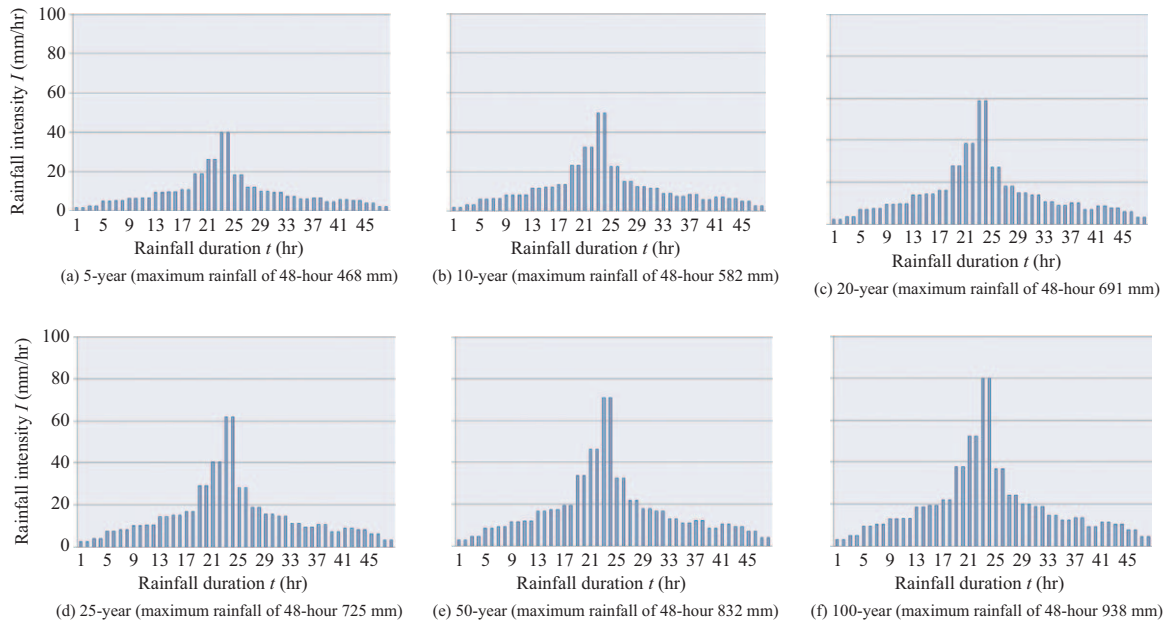 Rainfall intensity I (mm/hr)
100
80
60
40
20
0
1 5 9 13 17 21 25 29 33 37 41 45
Rainfall duration t (hr)
(a) 5-year (maximum rainfall of 48-hour 468 mm)
1 5 9 13 17 21 25 29 33 37 41 45
Rainfall duration t (hr)
(b) 10-year (maximum rainfall of 48-hour 582 mm)
1 5 9 13 17 21 25 29 33 37 41 45
Rainfall duration t (hr)
(c) 20-year (maximum rainfall of 48-hour 691 mm)
Rainfall intensity I (mm/hr)
100
80
60
40
20
0
1 5 9 13 17 21 25 29 33 37 41 45
Rainfall duration t (hr)
(d) 25-year (maximum rainfall of 48-hour 725 mm)
1 5 9 13 17 21 25 29 33 37 41 45
Rainfall duration t (hr)
(e) 50-year (maximum rainfall of 48-hour 832 mm)
1 5 9 13 17 21 25 29 33 37 41 45
Rainfall duration t (hr)
(f) 100-year (maximum rainfall of 48-hour 938 mm)